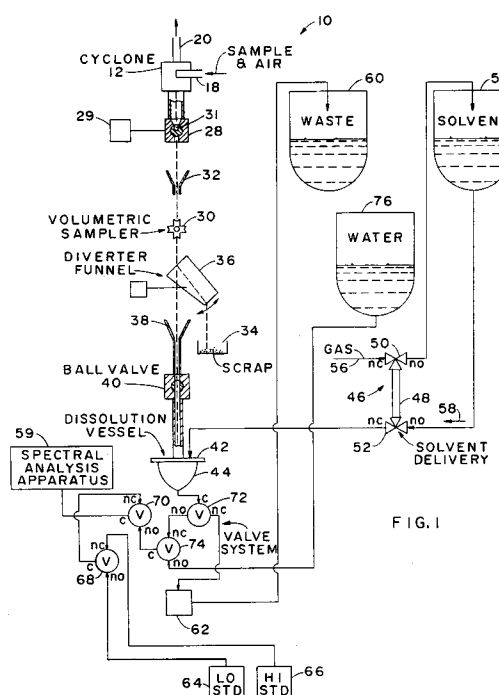 10
20
CYCLONE
12
SAMPLE
& AIR
18
31
28
29
32
30
VOLUMETRIC
SAMPLER
DIVERTER
FUNNEL
36
34
SCRAP
38
BALL VALVE
40
DISSOLUTION
VESSEL
42
44
59
SPECTRAL
ANALYSIS
APPARATUS
60
WASTE
SOLVEN
76
WATER
GAS
56
nc
50
no
46
48
58
52
nc
no
SOLVENT
DELIVERY
c
72
no
nc
V
nc
70
V
c
no
VALVE
SYSTEM
nc
V
74
c
no
nc
c
V
no
68
62
64
LO
STD
66
HI
STD
FIG. 1